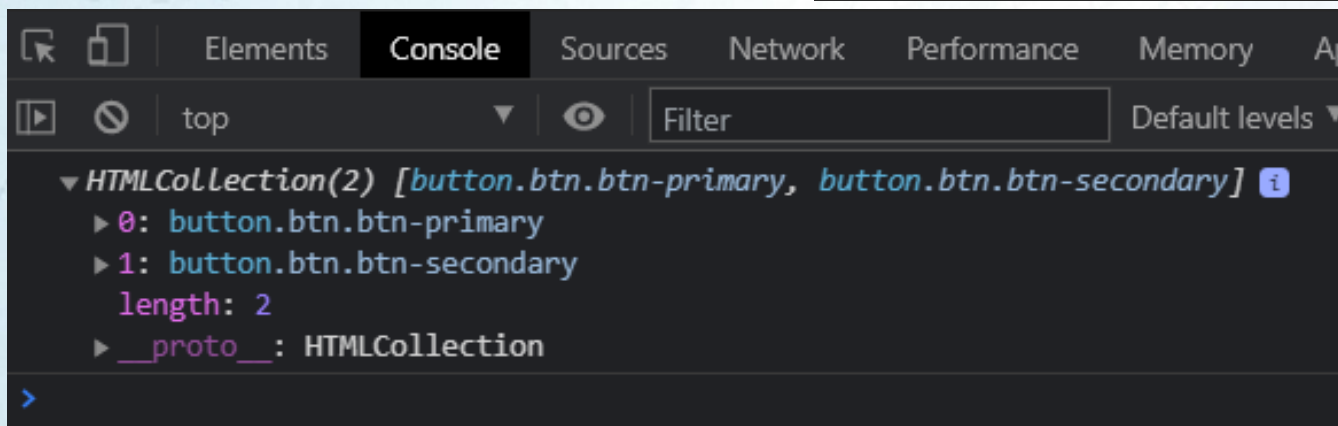 Elements Console Sources Network Performance Memory
top Filter Default levels
HTMLCollection(2) [button.btn.btn-primary, button.btn.btn-secondary] i
0: button.btn.btn-primary
1: button.btn.btn-secondary
length: 2
__proto__: HTMLCollection
>